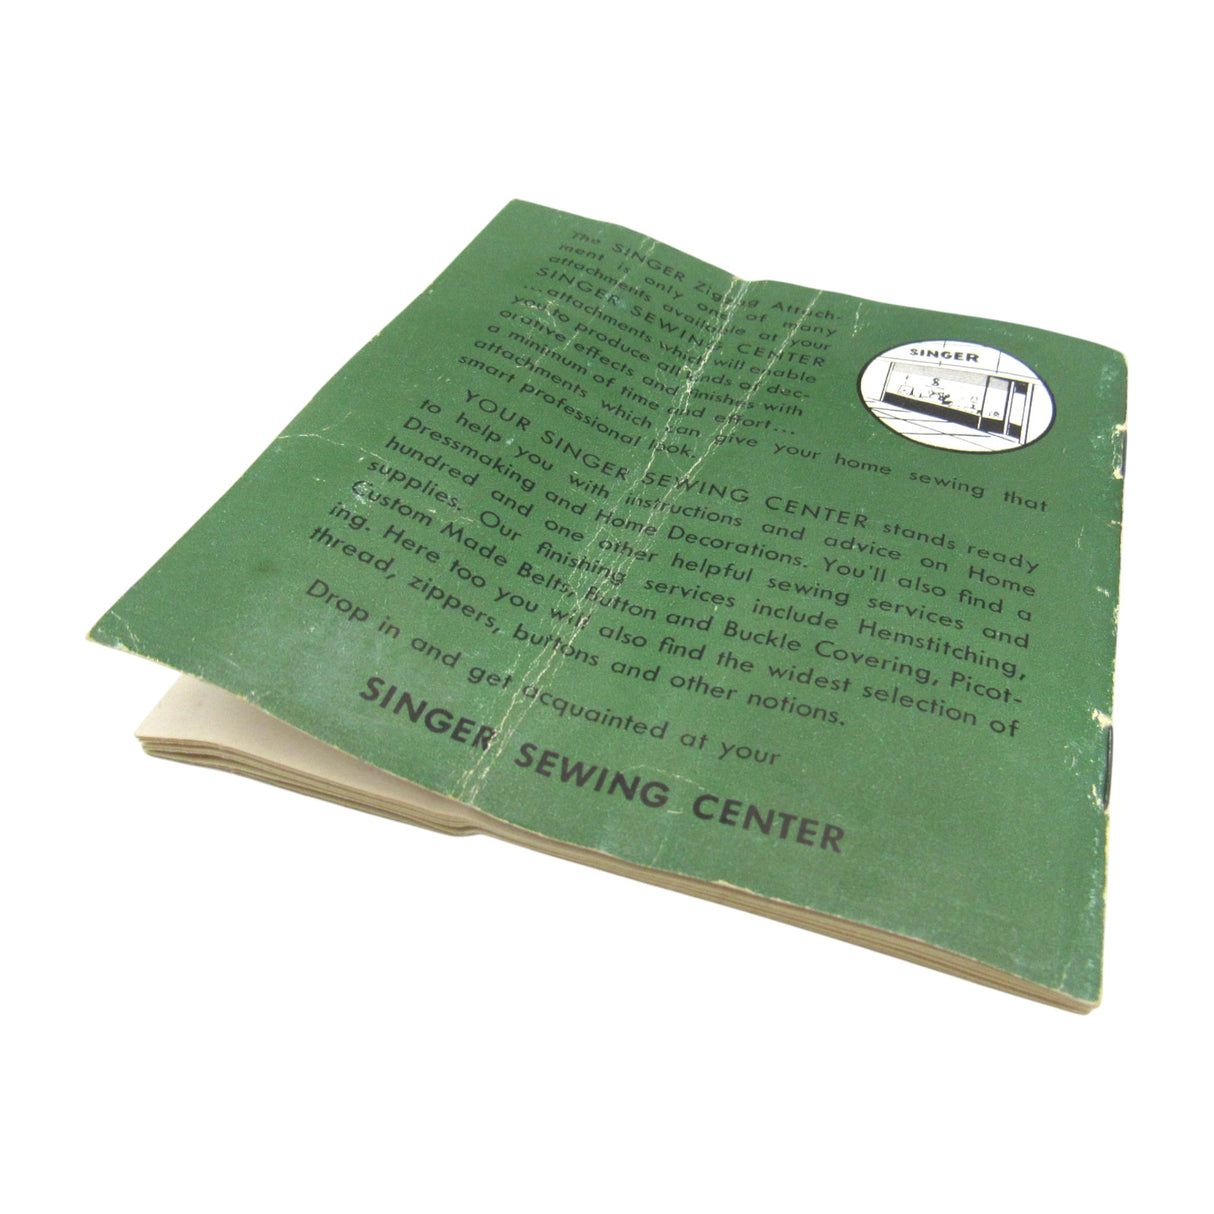 The SINGER Zigzag Attach-
ment is only one of many
attachments available at your
SINGER SEWING CENTER
...attachments which will enable
you to produce all kinds of dec-
orative effects and finishes with
a minimum of time and effort...
attachments which can give your home sewing that
smart professional look.
SINGER
YOUR SINGER SEWING CENTER stands ready
to help you with instructions and advice on Home
Dressmaking and Home Decorations. You'll also find a
hundred and one other helpful sewing services and
supplies. Our finishing services include Hemstitching,
Custom Made Belts, Button and Buckle Covering, Picot-
ing. Here too you will also find the widest selection of
thread, zippers, buttons and other notions.
Drop in and get acquainted at your
SINGER SEWING CENTER